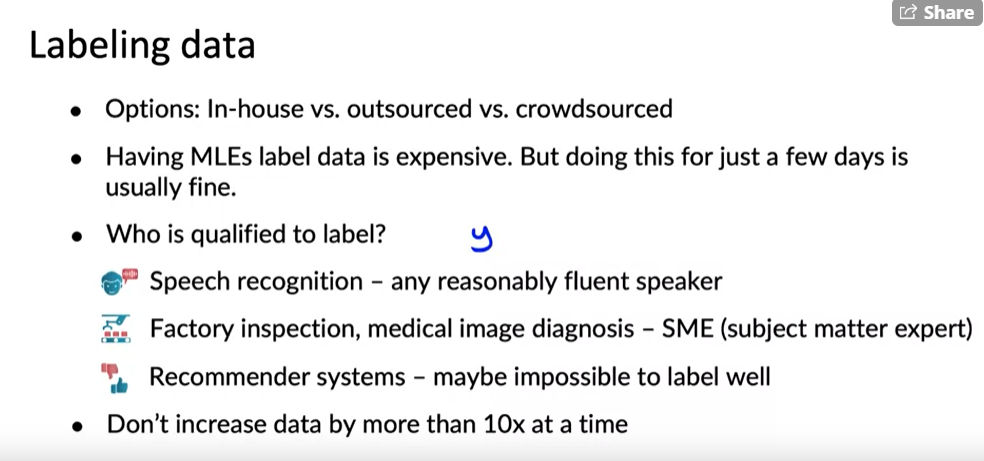 Share
Labeling data
• Options: In-house vs. outsourced vs. crowdsourced
• Having MLEs label data is expensive. But doing this for just a few days is
usually fine.
• Who is qualified to label? y
Speech recognition – any reasonably fluent speaker
Factory inspection, medical image diagnosis – SME (subject matter expert)
Recommender systems – maybe impossible to label well
• Don't increase data by more than 10x at a time